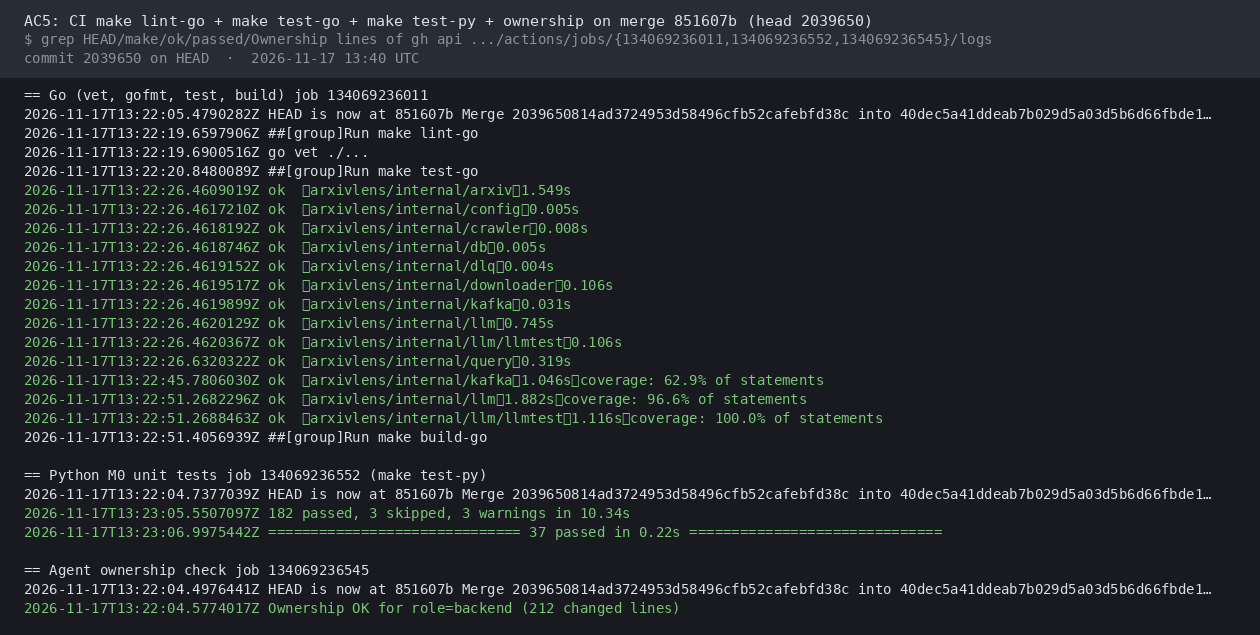 AC5: CI make lint-go + make test-go + make test-py + ownership on merge 851607b (head 2039650)
$ grep HEAD/make/ok/passed/Ownership lines of gh api .../actions/jobs/{134069236011,134069236552,134069236545}/logs
commit 2039650 on HEAD  ·  2026-11-17 13:40 UTC
== Go (vet, gofmt, test, build) job 134069236011
2026-11-17T13:22:05.4790282Z HEAD is now at 851607b Merge 2039650814ad3724953d58496cfb52cafebfd38c into 40dec5a41ddeab7b029d5a03d5b6d66fbde1…
2026-11-17T13:22:19.6597906Z ##[group]Run make lint-go
2026-11-17T13:22:19.6900516Z go vet ./...
2026-11-17T13:22:20.8480089Z ##[group]Run make test-go
2026-11-17T13:22:26.4609019Z ok  □arxivlens/internal/arxiv□1.549s
2026-11-17T13:22:26.4617210Z ok  □arxivlens/internal/config□0.005s
2026-11-17T13:22:26.4618192Z ok  □arxivlens/internal/crawler□0.008s
2026-11-17T13:22:26.4618746Z ok  □arxivlens/internal/db□0.005s
2026-11-17T13:22:26.4619152Z ok  □arxivlens/internal/dlq□0.004s
2026-11-17T13:22:26.4619517Z ok  □arxivlens/internal/downloader□0.106s
2026-11-17T13:22:26.4619899Z ok  □arxivlens/internal/kafka□0.031s
2026-11-17T13:22:26.4620129Z ok  □arxivlens/internal/llm□0.745s
2026-11-17T13:22:26.4620367Z ok  □arxivlens/internal/llm/llmtest□0.106s
2026-11-17T13:22:26.6320322Z ok  □arxivlens/internal/query□0.319s
2026-11-17T13:22:45.7806030Z ok  □arxivlens/internal/kafka□1.046s□coverage: 62.9% of statements
2026-11-17T13:22:51.2682296Z ok  □arxivlens/internal/llm□1.882s□coverage: 96.6% of statements
2026-11-17T13:22:51.2688463Z ok  □arxivlens/internal/llm/llmtest□1.116s□coverage: 100.0% of statements
2026-11-17T13:22:51.4056939Z ##[group]Run make build-go
== Python M0 unit tests job 134069236552 (make test-py)
2026-11-17T13:22:04.7377039Z HEAD is now at 851607b Merge 2039650814ad3724953d58496cfb52cafebfd38c into 40dec5a41ddeab7b029d5a03d5b6d66fbde1…
2026-11-17T13:23:05.5507097Z 182 passed, 3 skipped, 3 warnings in 10.34s
2026-11-17T13:23:06.9975442Z ============================== 37 passed in 0.22s ==============================
== Agent ownership check job 134069236545
2026-11-17T13:22:04.4976441Z HEAD is now at 851607b Merge 2039650814ad3724953d58496cfb52cafebfd38c into 40dec5a41ddeab7b029d5a03d5b6d66fbde1…
2026-11-17T13:22:04.5774017Z Ownership OK for role=backend (212 changed lines)